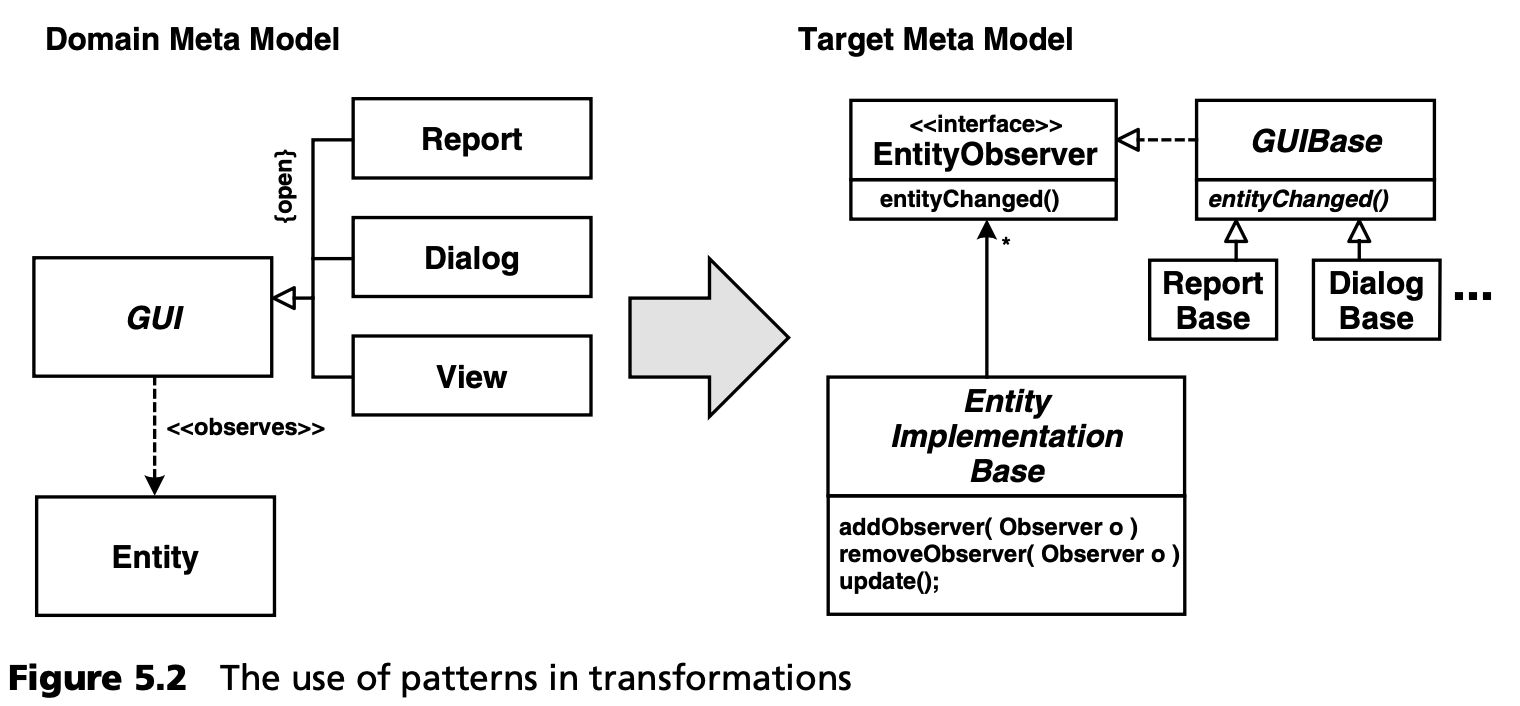 Domain Meta Model
Report
{open}
Dialog
GUI
View
<<observes>>
Entity
Target Meta Model
<<interface>>
EntityObserver
entityChanged()
GUIBase
entityChanged()
*
Report
Base
Dialog
Base
...
Entity
Implementation
Base
addObserver( Observer o )
removeObserver( Observer o )
update();
Figure 5.2 The use of patterns in transformations